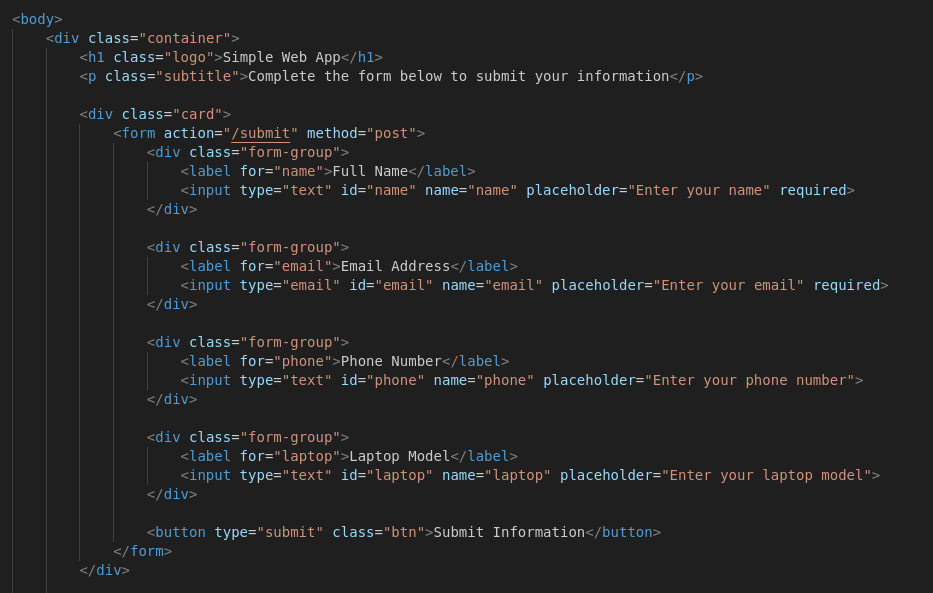 <body>
    <div class="container">
        <h1 class="logo">Simple Web App</h1>
        <p class="subtitle">Complete the form below to submit your information</p>

        <div class="card">
            <form action="/submit" method="post">
                <div class="form-group">
                    <label for="name">Full Name</label>
                    <input type="text" id="name" name="name" placeholder="Enter your name" required>
                </div>

                <div class="form-group">
                    <label for="email">Email Address</label>
                    <input type="email" id="email" name="email" placeholder="Enter your email" required>
                </div>

                <div class="form-group">
                    <label for="phone">Phone Number</label>
                    <input type="text" id="phone" name="phone" placeholder="Enter your phone number">
                </div>

                <div class="form-group">
                    <label for="laptop">Laptop Model</label>
                    <input type="text" id="laptop" name="laptop" placeholder="Enter your laptop model">
                </div>

                <button type="submit" class="btn">Submit Information</button>
            </form>
        </div>